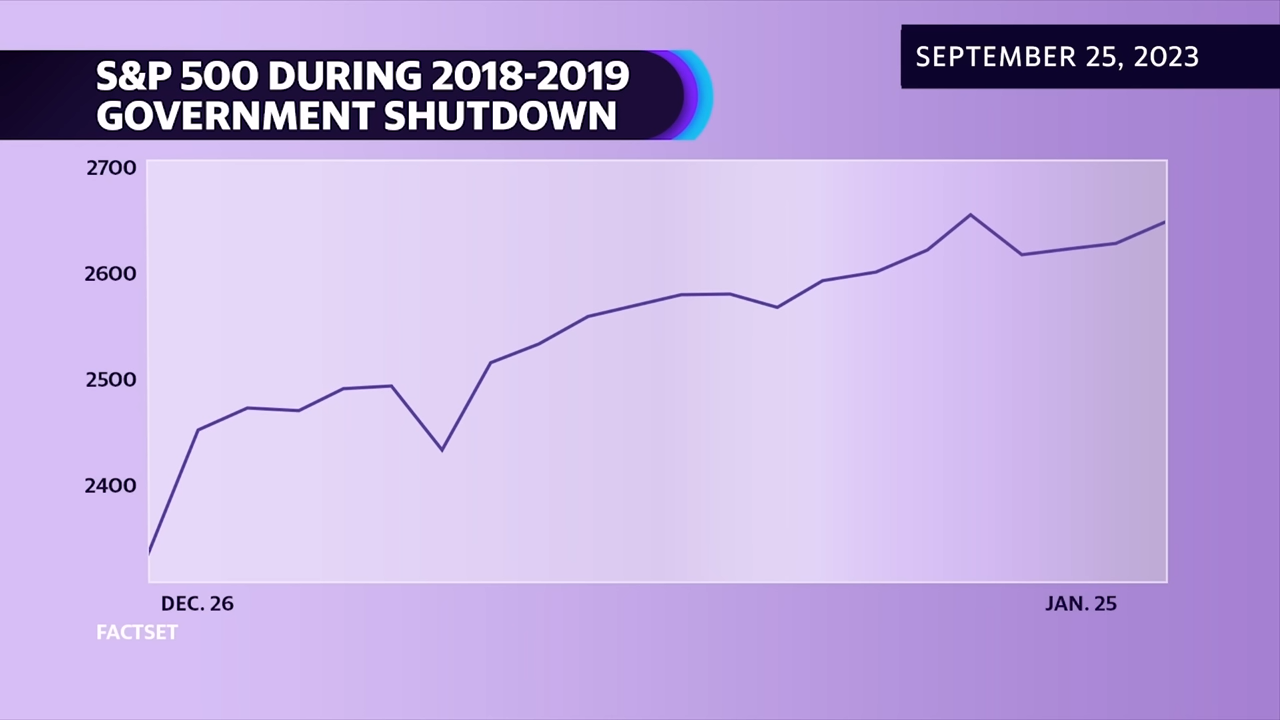 S&P 500 DURING 2018-2019
GOVERNMENT SHUTDOWN
SEPTEMBER 25, 2023
2700
2600
2500
2400
DEC. 26
JAN. 25
FACTSET